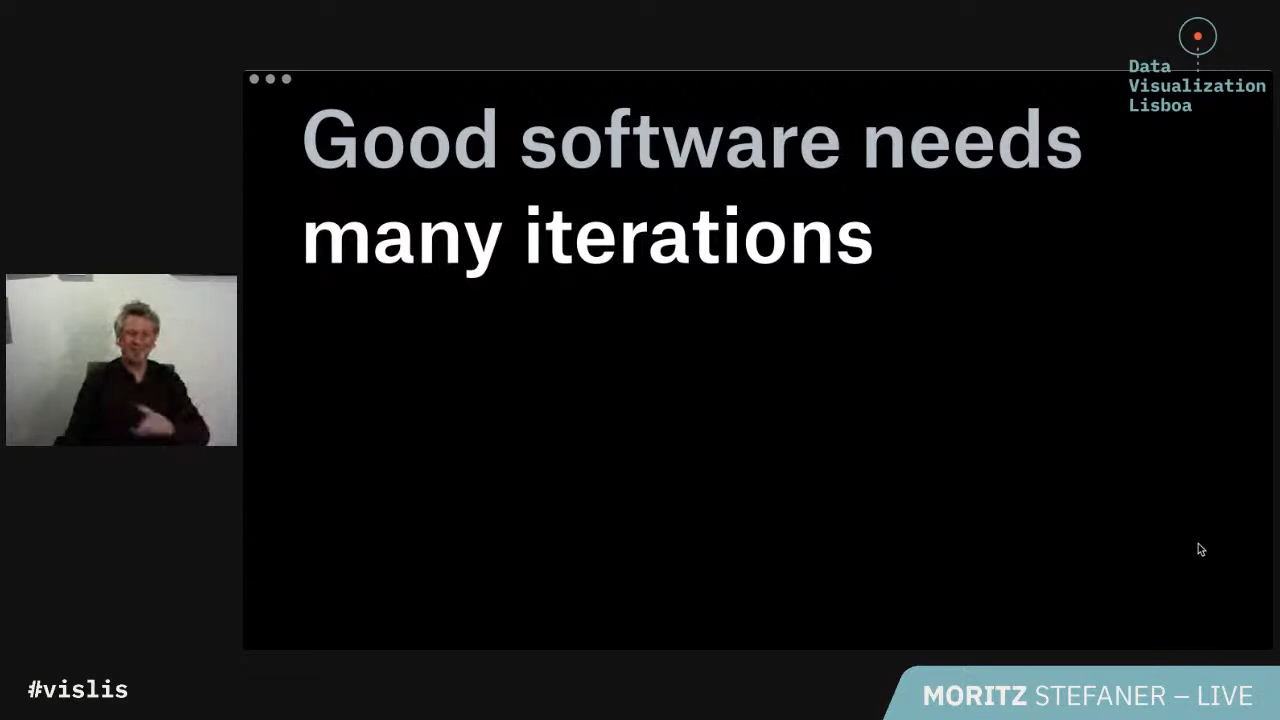 Data
Visualization
Lisboa
Good software needs
many iterations
#vislis
MORITZ STEFANER – LIVE